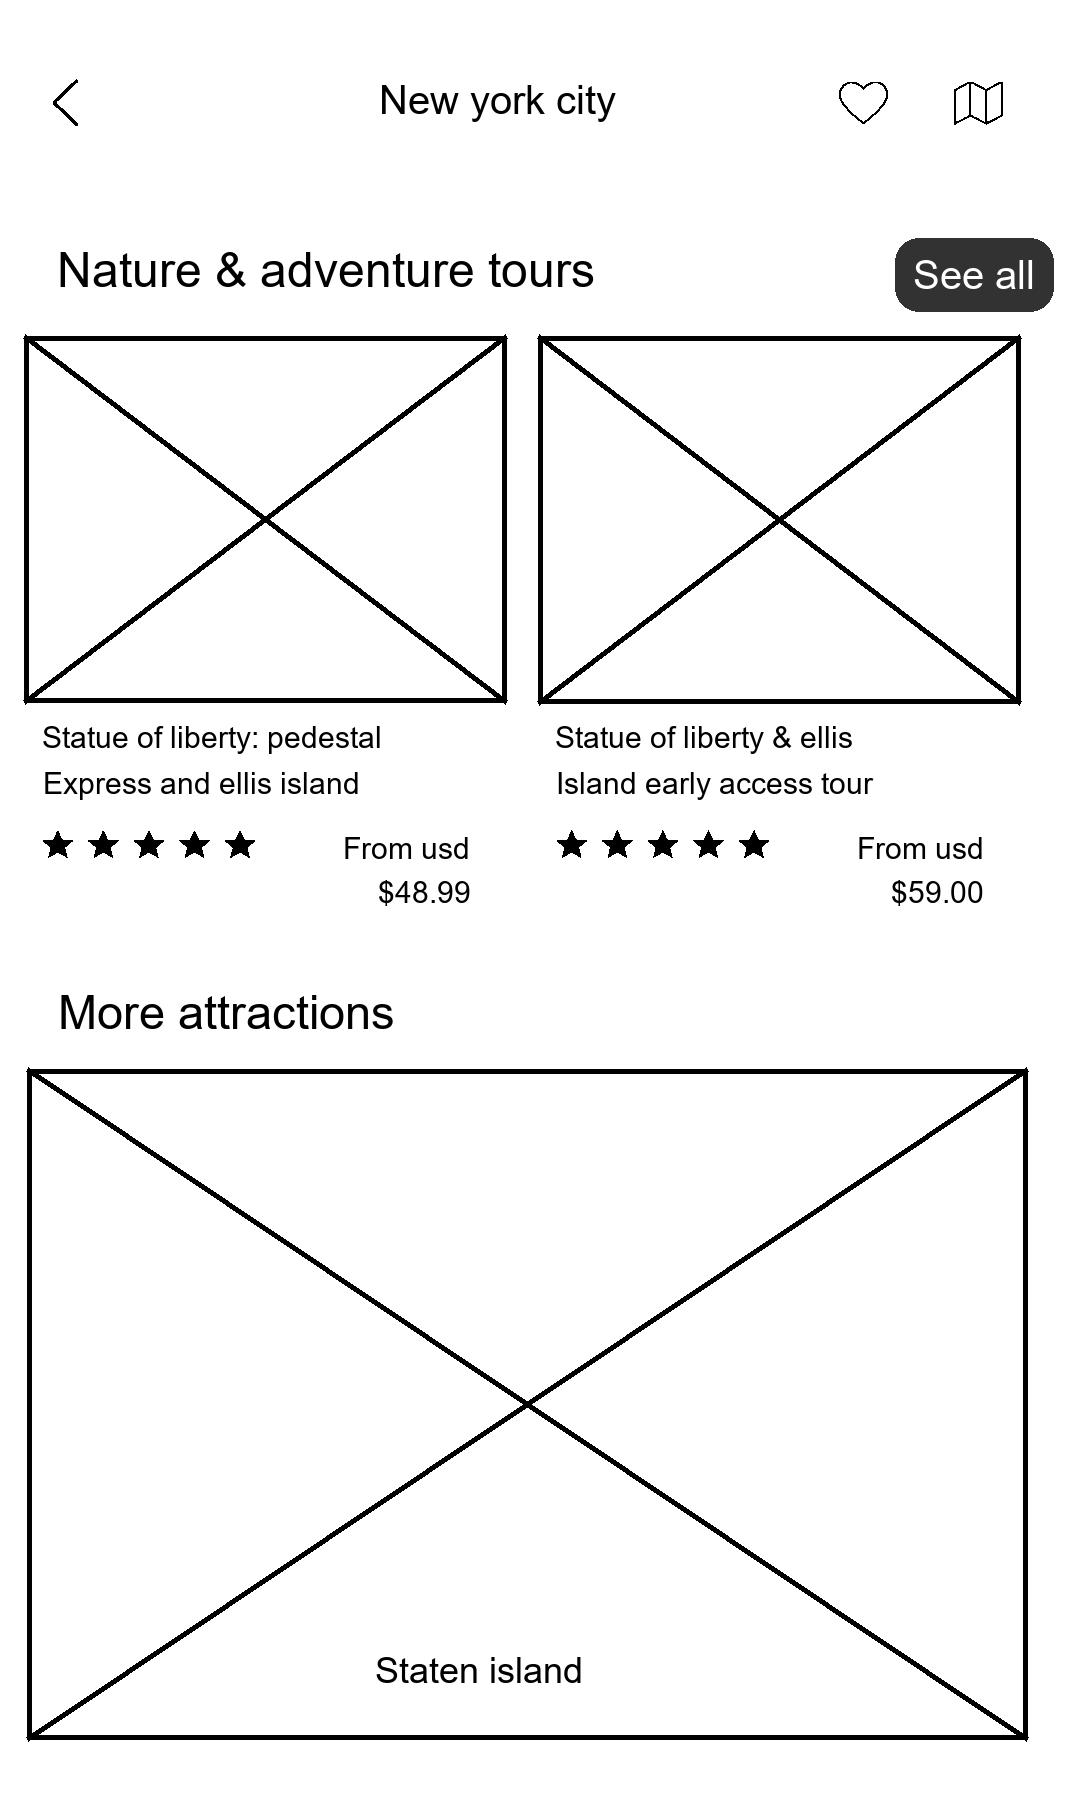 New york city
Nature & adventure tours
See all
Statue of liberty: pedestal
Express and ellis island
From usd
$48.99
Statue of liberty & ellis
Island early access tour
From usd
$59.00
More attractions
Staten island